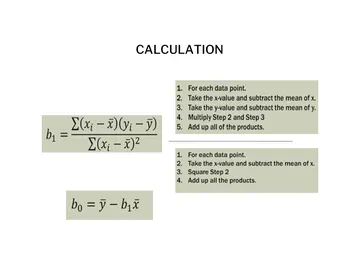 CALCULATION
1. For each data point.
2. Take the x-value and subtract the mean of x.
3. Take the y-value and subtract the mean of y.
4. Multiply Step 2 and Step 3
5. Add up all of the products.
b₁ = ∑(xᵢ − x̄)(yᵢ − ȳ) / ∑(xᵢ − x̄)²
1. For each data point.
2. Take the x-value and subtract the mean of x.
3. Square Step 2
4. Add up all the products.
b₀ = ȳ − b₁x̄